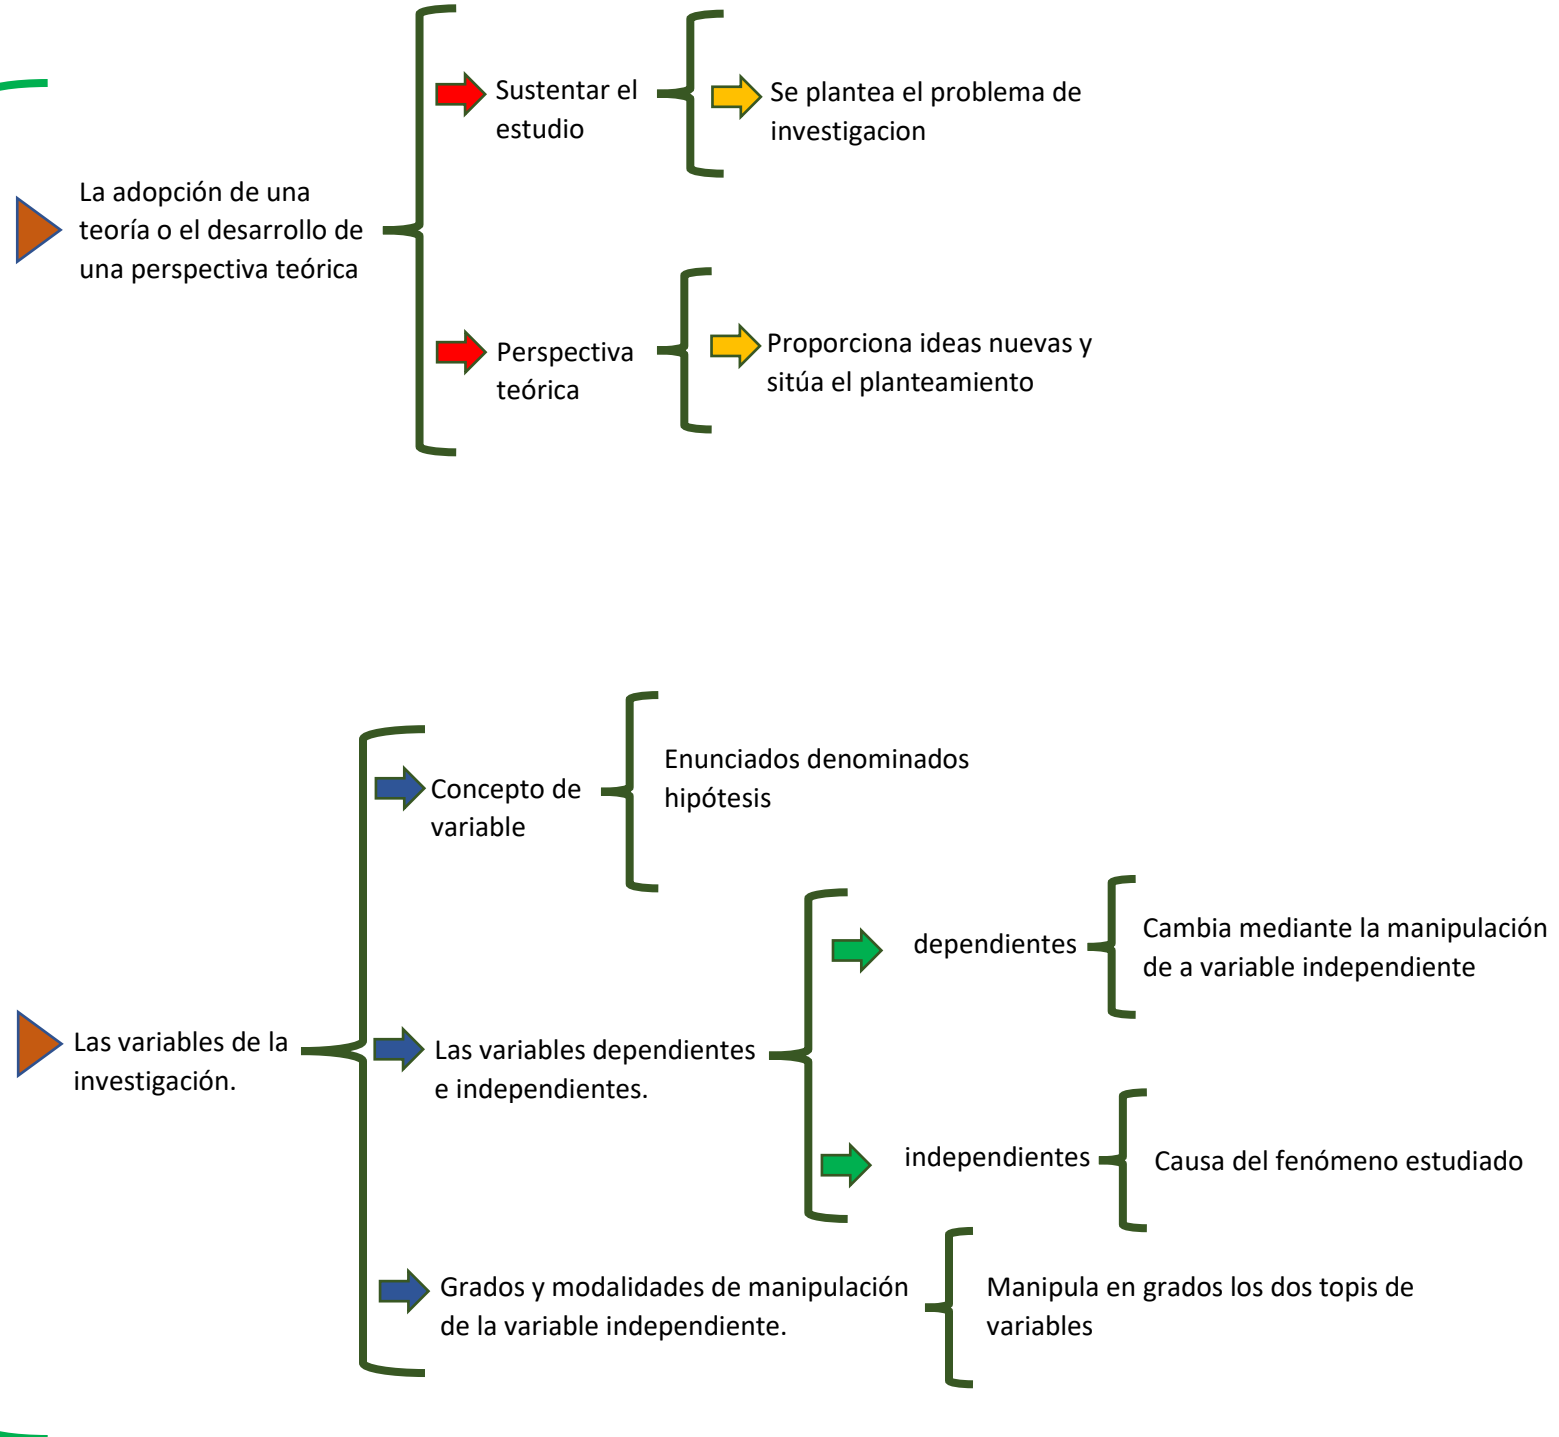 La adopción de una
teoría o el desarrollo de
una perspectiva teórica
Sustentar el
estudio
Se plantea el problema de
investigacion
Perspectiva
teórica
Proporciona ideas nuevas y
sitúa el planteamiento
Las variables de la
investigación.
Concepto de
variable
Enunciados denominados
hipótesis
Las variables dependientes
e independientes.
dependientes
Cambia mediante la manipulación
de a variable independiente
independientes
Causa del fenómeno estudiado
Grados y modalidades de manipulación
de la variable independiente.
Manipula en grados los dos topis de
variables